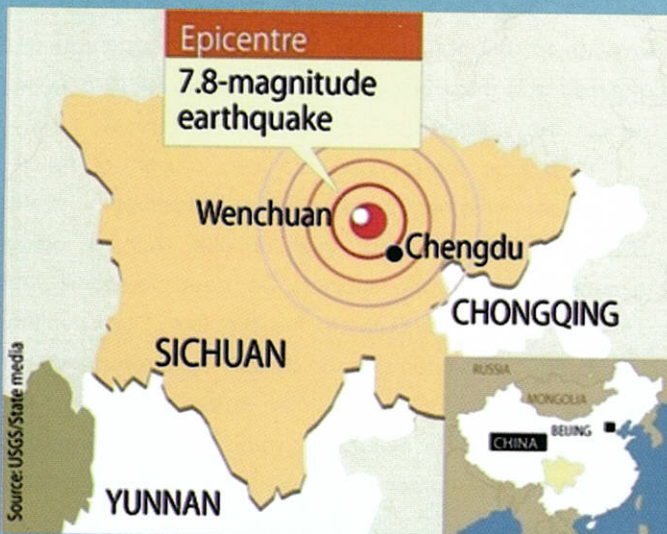 Epicentre
7.8-magnitude
earthquake
Wenchuan
Chengdu
CHONGQING
SICHUAN
YUNNAN
RUSSIA
MONGOLIA
BEIJING
CHINA
Source: USGS/State media